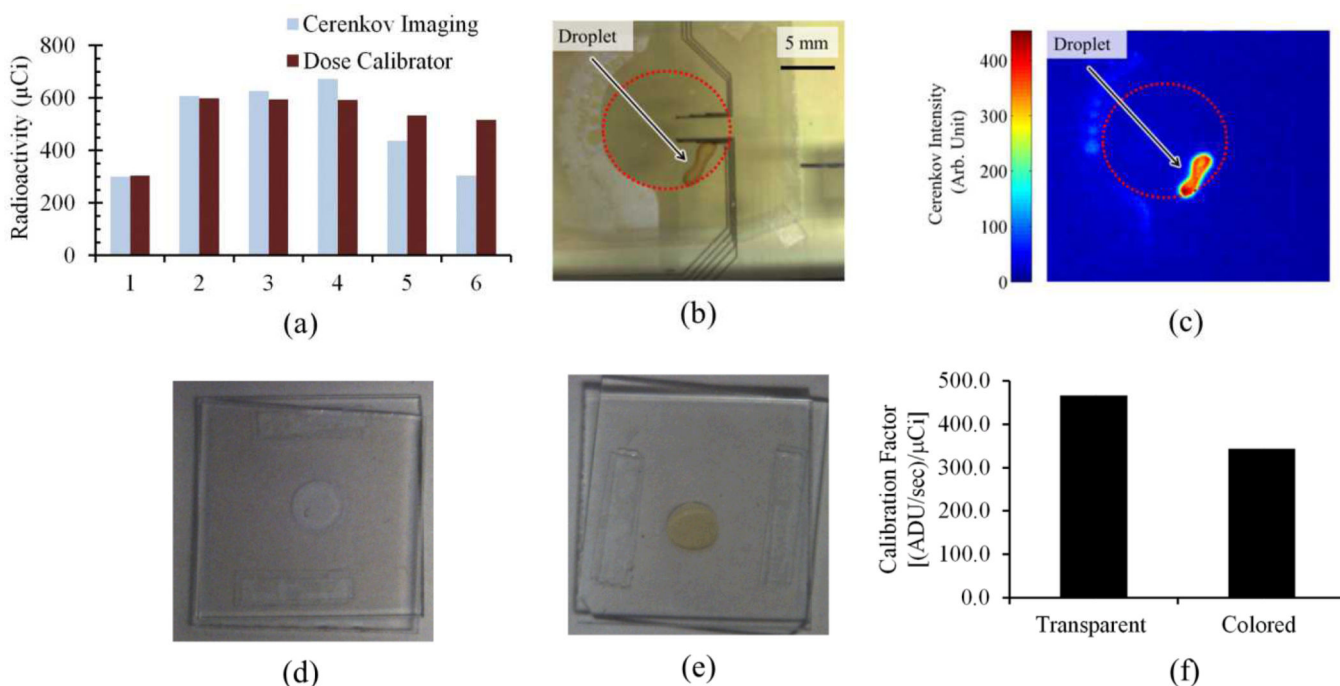 Cerenkov Imaging
Dose Calibrator
Radioactivity (μCi)
800
600
400
200
0
1 2 3 4 5 6
(a)
Droplet
5 mm
(b)
Droplet
Cerenkov Intensity
(Arb. Unit)
400
300
200
100
0
(c)
(d)
(e)
Calibration Factor
[(ADU/sec)/μCi]
500.0
400.0
300.0
200.0
100.0
0.0
Transparent Colored
(f)